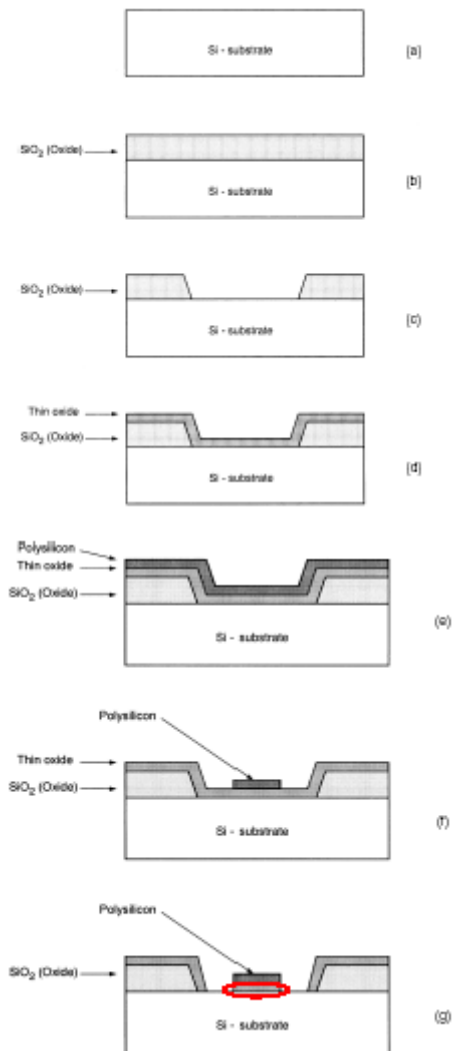 Si - substrate
(a)
SiO2 (Oxide)
Si - substrate
(b)
SiO2 (Oxide)
Si - substrate
(c)
Thin oxide
SiO2 (Oxide)
Si - substrate
(d)
Polysilicon
Thin oxide
SiO2 (Oxide)
Si - substrate
(e)
Polysilicon
Thin oxide
SiO2 (Oxide)
Si - substrate
(f)
Polysilicon
SiO2 (Oxide)
Si - substrate
(g)